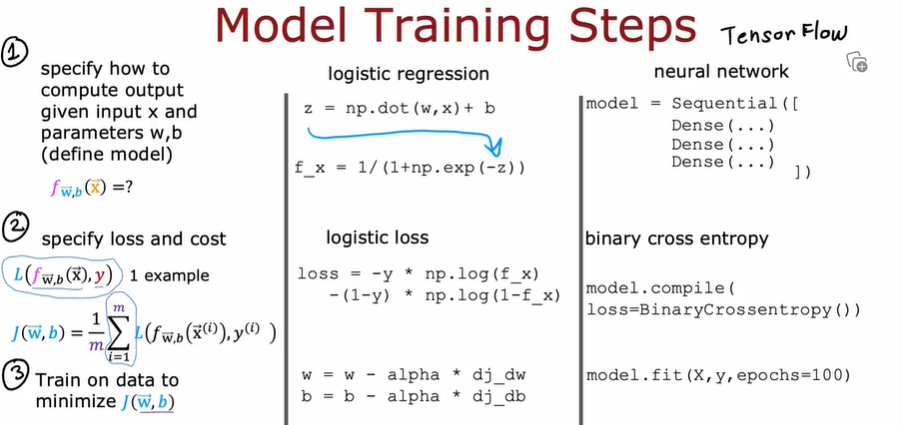 Model Training Steps TensorFlow
1
specify how to
compute output
given input x and
parameters w,b
(define model)
f_{\vec{w},b}(\vec{x}) =?
logistic regression
z = np.dot(w,x)+ b
f_x = 1/(1+np.exp(-z))
neural network
model = Sequential([
Dense(...)
Dense(...)
Dense(...)
])
2
specify loss and cost
L(f_{\vec{w},b}(\vec{x}),y) 1 example
J(\vec{w},b) = \frac{1}{m}\sum_{i=1}^{m} L(f_{\vec{w},b}(\vec{x}^{(i)}),y^{(i)})
logistic loss
loss = -y * np.log(f_x)
-(1-y) * np.log(1-f_x)
binary cross entropy
model.compile(
loss=BinaryCrossentropy())
3
Train on data to
minimize J(\vec{w},b)
w = w - alpha * dj_dw
b = b - alpha * dj_db
model.fit(X,y,epochs=100)